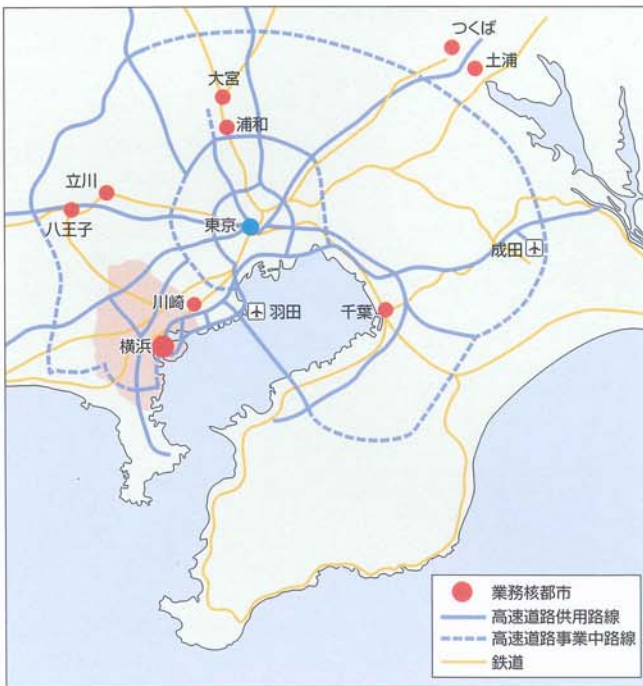 つくば
土浦
大宮
浦和
立川
八王子
東京
成田
川崎
羽田
千葉
横浜
業務核都市
高速道路供用路線
高速道路事業中路線
鉄道